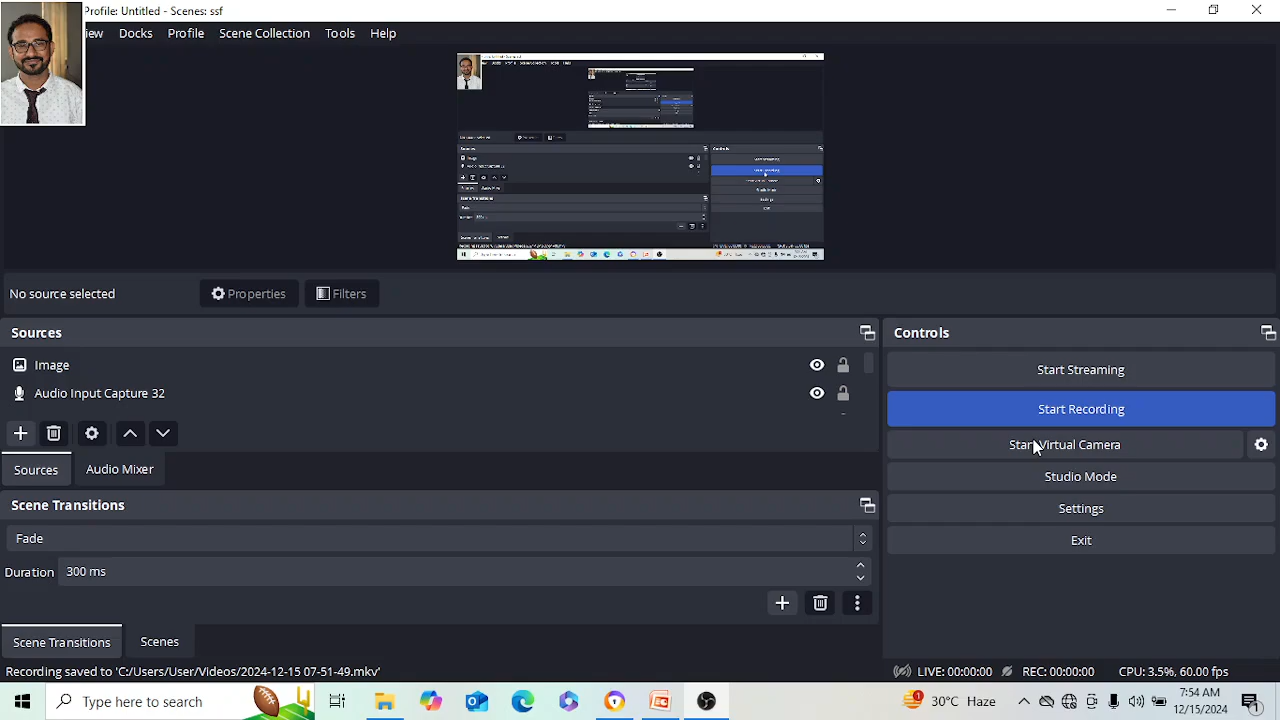 Profile: Untitled - Scenes: ssf
Docks Profile Scene Collection Tools Help
No source selected Properties Filters
Sources
Image
Audio Input Capture 32
Sources Audio Mixer
Controls
Start Streaming
Start Recording
Start Virtual Camera
Studio Mode
Settings
Exit
Scene Transitions
Fade
Duration 300 ms
Scene Transitions Scenes
Recording saved to 'C:/Users/User/Videos/2024-12-15 07-51-49.mkv' LIVE: 00:00:00 REC: 00:00:00 CPU: 3.5%, 60.00 fps
Type here to search 1 30°C Haze 7:54 AM
12/15/2024 1